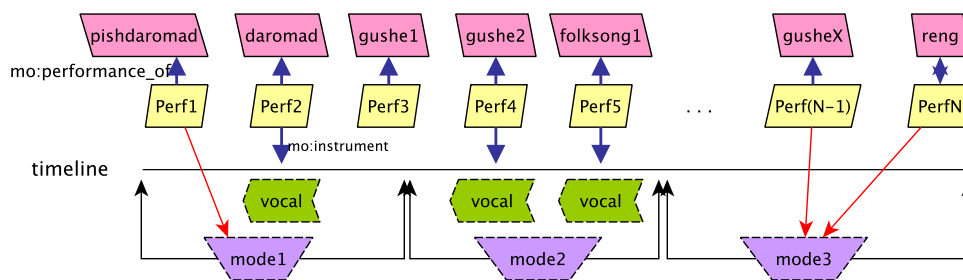 pishdaromad daromad gushe1 gushe2 folksong1 gusheX reng
mo:performance_of
Perf1 Perf2 Perf3 Perf4 Perf5 . . . Perf(N-1) PerfN
mo:instrument
timeline
vocal vocal vocal
mode1 mode2 mode3